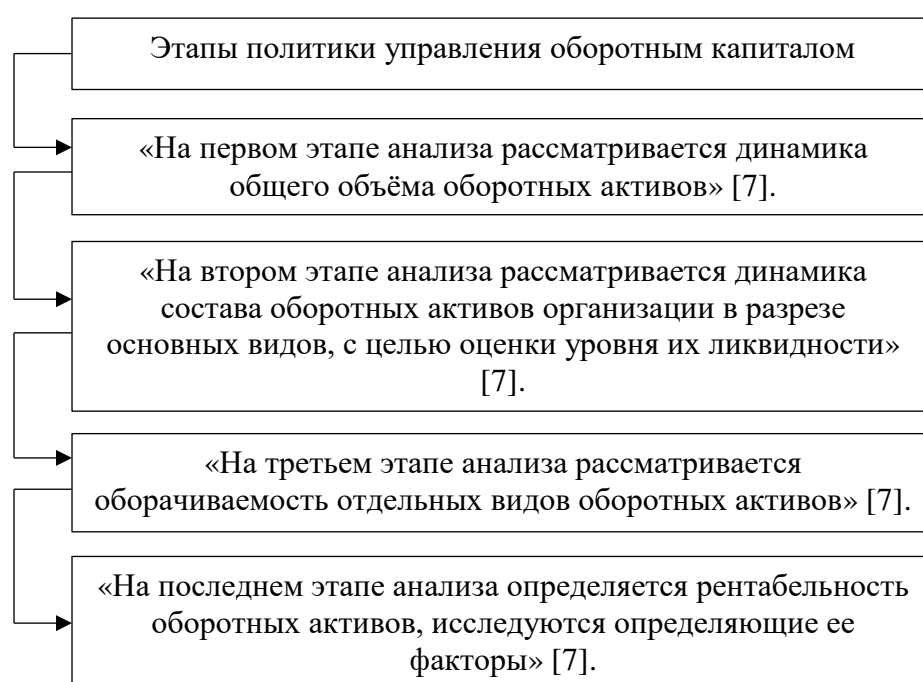 Этапы политики управления оборотным капиталом
«На первом этапе анализа рассматривается динамика
общего объёма оборотных активов» [7].
«На втором этапе анализа рассматривается динамика
состава оборотных активов организации в разрезе
основных видов, с целью оценки уровня их ликвидности»
[7].
«На третьем этапе анализа рассматривается
оборачиваемость отдельных видов оборотных активов» [7].
«На последнем этапе анализа определяется рентабельность
оборотных активов, исследуются определяющие ее
факторы» [7].